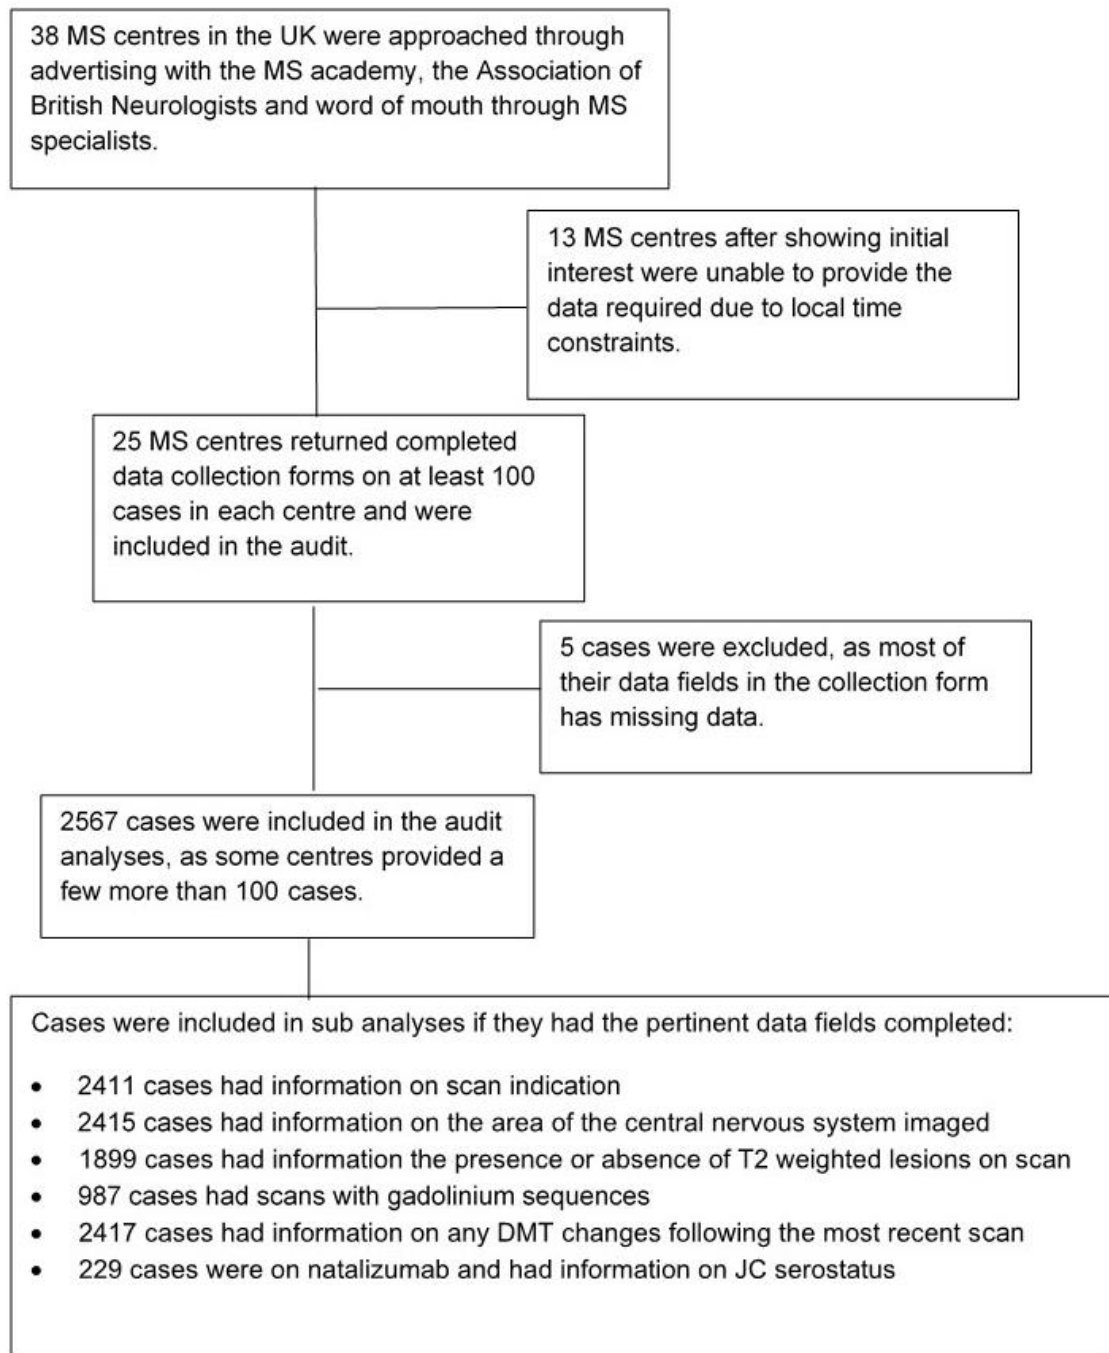 38 MS centres in the UK were approached through
advertising with the MS academy, the Association of
British Neurologists and word of mouth through MS
specialists.
13 MS centres after showing initial
interest were unable to provide the
data required due to local time
constraints.
25 MS centres returned completed
data collection forms on at least 100
cases in each centre and were
included in the audit.
5 cases were excluded, as most of
their data fields in the collection form
has missing data.
2567 cases were included in the audit
analyses, as some centres provided a
few more than 100 cases.
Cases were included in sub analyses if they had the pertinent data fields completed:
• 2411 cases had information on scan indication
• 2415 cases had information on the area of the central nervous system imaged
• 1899 cases had information the presence or absence of T2 weighted lesions on scan
• 987 cases had scans with gadolinium sequences
• 2417 cases had information on any DMT changes following the most recent scan
• 229 cases were on natalizumab and had information on JC serostatus